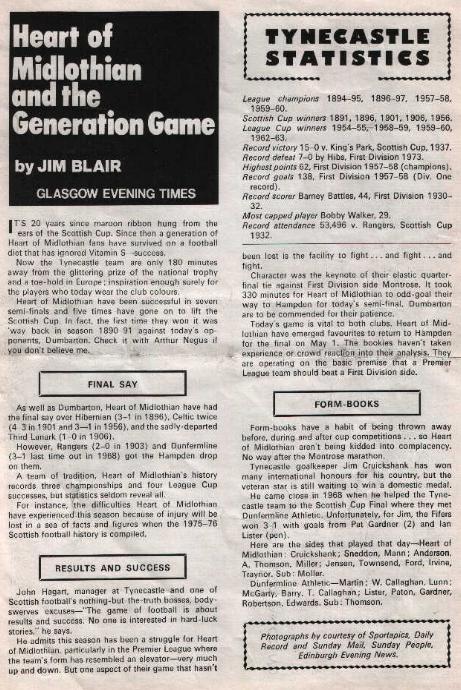 Heart of
Midlothian
and the
Generation Game
by JIM BLAIR
GLASGOW EVENING TIMES
IT'S 20 years since maroon ribbon hung from the
ears of the Scottish Cup. Since then a generation of
Heart of Midlothian fans have survived on a football
diet that has ignored Vitamin S—success.
Now the Tynecastle team are only 180 minutes
away from the glittering prize of the national trophy
and a toe-hold in Europe; inspiration enough surely for
the players who today wear the club colours.
Heart of Midlothian have been successful in seven
semi-finals and five times have gone on to lift the
Scottish Cup. In fact, the first time they won it was
'way back in season 1890-91 against today's op-
ponents, Dumbarton. Check it with Arthur Negus if
you don't believe me.
FINAL SAY
As well as Dumbarton, Heart of Midlothian have had
the final say over Hibernian (3–1 in 1896), Celtic twice
(4–3 in 1901 and 3—1 in 1956), and the sadly-departed
Third Lanark (1-0 in 1906).
However, Rangers (2–0 in 1903) and Dunfermline
(3—1 last time out in 1968) got the Hampden drop
on them.
A team of tradition, Heart of Midlothian's history
records three championships and four League Cup
successes, but statistics seldom reveal all.
For instance, the difficulties Heart of Midlothian
have experienced this season because of injury will be
lost in a sea of facts and figures when the 1975-76
Scottish football history is compiled.
RESULTS AND SUCCESS
John Hagart, manager at Tynecastle and one of
Scottish football's nothing-but-the-truth bosses, body-
swerves excuses—"The game of football is about
results and success. No one is interested in hard-luck
stories," he says.
He admits this season has been a struggle for Heart
of Midlothian, particularly in the Premier League where
the team's form has resembled an elevator—very much
up and down. But one aspect of their game that hasn't
TYNECASTLE
STATISTICS
League champions 1894-95, 1896-97, 1957-58,
1959-60.
Scottish Cup winners 1891, 1896, 1901, 1906, 1956.
League Cup winners 1954-55, 1958-59, 1959-60,
1962-63.
Record victory 15-0 v. King's Park, Scottish Cup, 1937.
Record defeat 7-0 by Hibs, First Division 1973.
Highest points 62, First Division 1957-58 (champions).
Record goals 138, First Division 1957-58 (Div. One
record).
Record scorer Barney Battles, 44, First Division 1930-
32.
Most capped player Bobby Walker, 29.
Record attendance 53,496 v. Rangers, Scottish Cup
1932.
been lost is the facility to fight . . . and fight . . . and
fight.
Character was the keynote of their elastic quarter-
final tie against First Division side Montrose. It took
330 minutes for Heart of Midlothian to odd-goal their
way to Hampden for today's semi-final. Dumbarton
are to be commended for their patience.
Today's game is vital to both clubs. Heart of Mid-
lothian have emerged favourites to return to Hampden
for the final on May 1. The bookies haven't taken
experience or crowd reaction into their analysis. They
are operating on the basic premise that a Premier
League team should beat a First Division side.
FORM-BOOKS
Form-books have a habit of being thrown away
before, during and after cup competitions . . . so Heart
of Midlothian aren't being kidded into complacency.
No way after the Montrose marathon.
Tynecastle goalkeeper Jim Cruickshank has won
many international honours for his country, but the
veteran star is still waiting to win a domestic medal.
He came close in 1968 when he helped the Tyne-
castle team to the Scottish Cup Final where they met
Dunfermline Athletic. Unfortunately, for Jim, the Fifers
won 3–1 with goals from Pat Gardner (2) and Ian
Lister (pen).
Here are the sides that played that day—Heart of
Midlothian: Cruickshank; Sneddon, Mann; Anderson,
A. Thomson, Miller; Jensen, Townsend, Ford, Irvine,
Traynor. Sub: Moller.
Dunfermline Athletic—Martin; W. Callaghan, Lunn;
McGarty, Barry, T. Callaghan; Lister, Paton, Gardner,
Robertson, Edwards. Sub: Thomson.
Photographs by courtesy of Sportapics, Daily
Record and Sunday Mail, Sunday People,
Edinburgh Evening News.